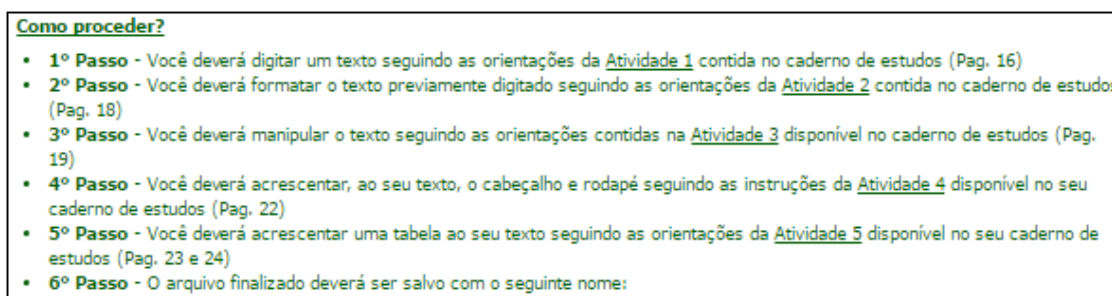 Como proceder?
• 1º Passo - Você deverá digitar um texto seguindo as orientações da Atividade 1 contida no caderno de estudos (Pag. 16)
• 2º Passo - Você deverá formatar o texto previamente digitado seguindo as orientações da Atividade 2 contida no caderno de estudos
(Pag. 18)
• 3º Passo - Você deverá manipular o texto seguindo as orientações contidas na Atividade 3 disponível no caderno de estudos (Pag.
19)
• 4º Passo - Você deverá acrescentar, ao seu texto, o cabeçalho e rodapé seguindo as instruções da Atividade 4 disponível no seu
caderno de estudos (Pag. 22)
• 5º Passo - Você deverá acrescentar uma tabela ao seu texto seguindo as orientações da Atividade 5 disponível no seu caderno de
estudos (Pag. 23 e 24)
• 6º Passo - O arquivo finalizado deverá ser salvo com o seguinte nome: